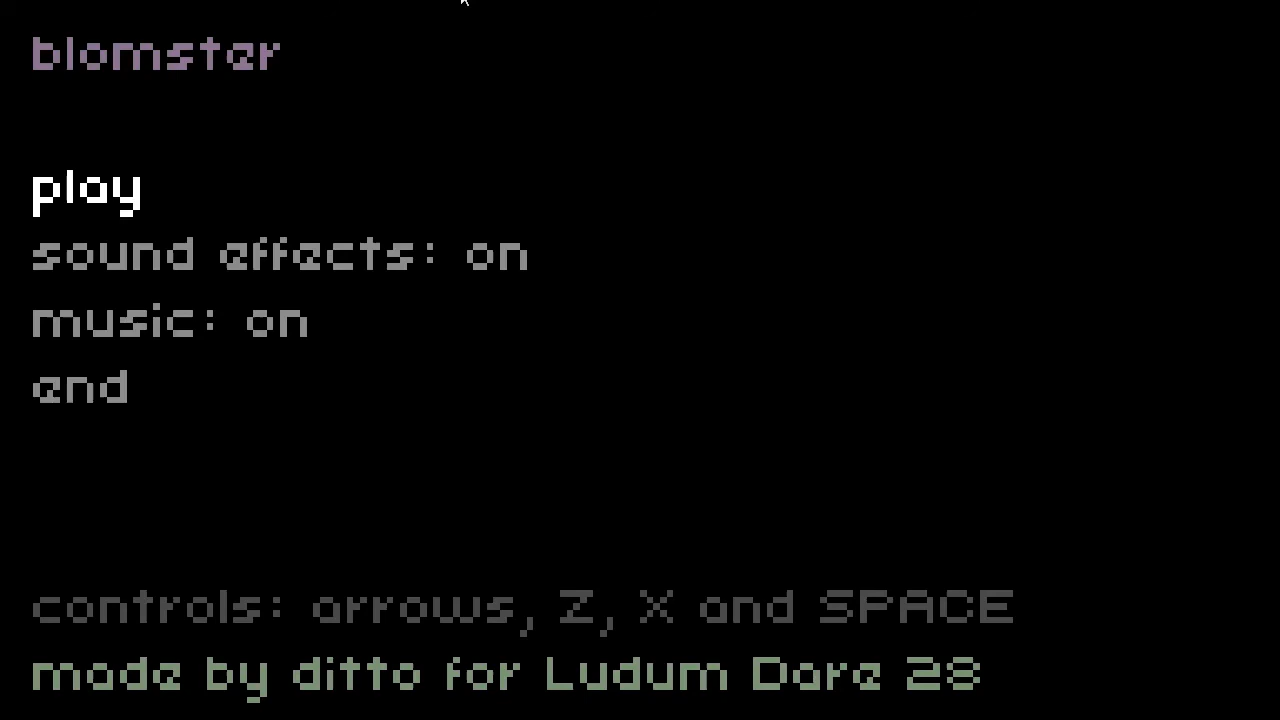 blomster
play
sound effects: on
music: on
end
controls: arrows, Z, X and SPACE
made by ditto for Ludum Dare 28